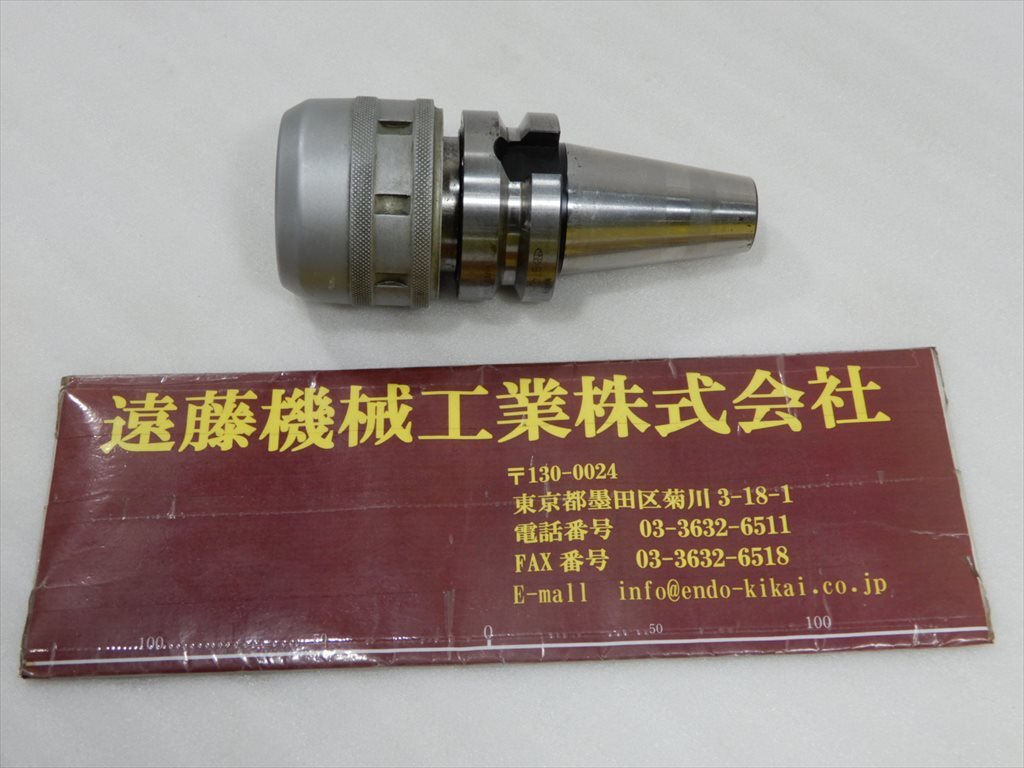 遠藤機械工業株式会社
〒130-0024
東京都墨田区菊川 3-18-1
電話番号 03-3632-6511
FAX 番号 03-3632-6518
E-mall info@endo-kikai.co.jp
100 50 0 50 100